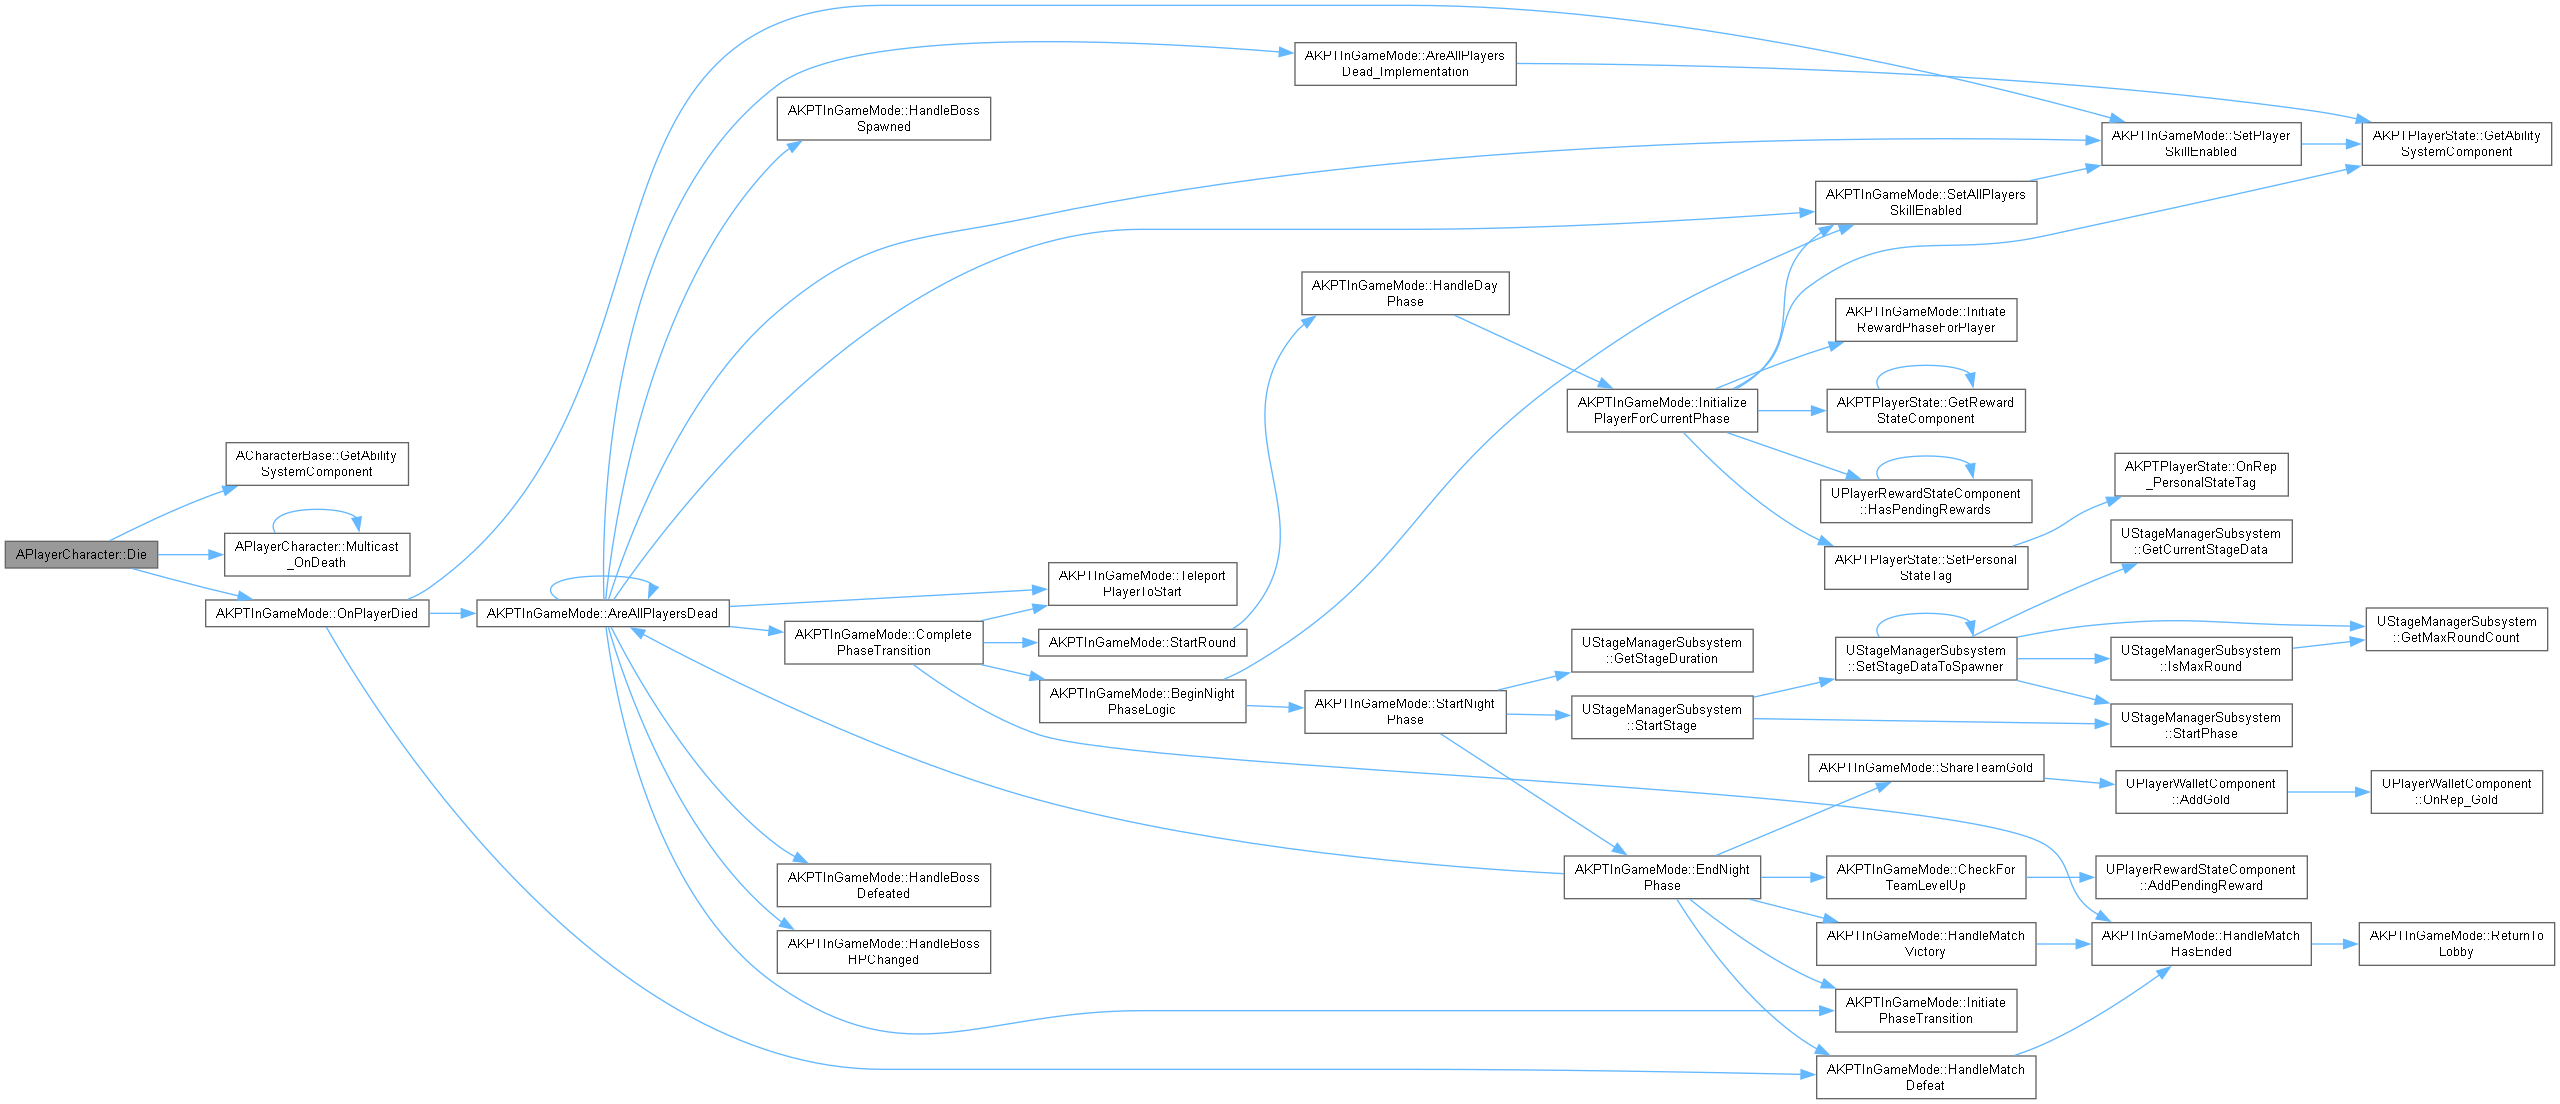 APlayerCharacter::Die
ACharacterBase::GetAbility
SystemComponent
APlayerCharacter::Multicast
_OnDeath
AKPTInGameMode::OnPlayerDied
AKPTInGameMode::AreAllPlayersDead
AKPTInGameMode::HandleBoss
Spawned
AKPTInGameMode::Complete
PhaseTransition
AKPTInGameMode::HandleBoss
Defeated
AKPTInGameMode::HandleBoss
HPChanged
AKPTInGameMode::Teleport
PlayerToStart
AKPTInGameMode::StartRound
AKPTInGameMode::BeginNight
PhaseLogic
AKPTInGameMode::AreAllPlayers
Dead_Implementation
AKPTInGameMode::HandleDay
Phase
AKPTInGameMode::StartNight
Phase
AKPTInGameMode::Initialize
PlayerForCurrentPhase
UStageManagerSubsystem
::GetStageDuration
UStageManagerSubsystem
::StartStage
AKPTInGameMode::EndNight
Phase
AKPTInGameMode::SetAllPlayers
SkillEnabled
AKPTInGameMode::Initiate
RewardPhaseForPlayer
AKPTPlayerState::GetReward
StateComponent
UPlayerRewardStateComponent
::HasPendingRewards
AKPTPlayerState::SetPersonal
StateTag
UStageManagerSubsystem
::SetStageDataToSpawner
AKPTInGameMode::ShareTeamGold
AKPTInGameMode::CheckFor
TeamLevelUp
AKPTInGameMode::HandleMatch
Victory
AKPTInGameMode::Initiate
PhaseTransition
AKPTInGameMode::HandleMatch
Defeat
AKPTInGameMode::SetPlayer
SkillEnabled
AKPTPlayerState::OnRep
_PersonalStateTag
UStageManagerSubsystem
::GetCurrentStageData
UStageManagerSubsystem
::IsMaxRound
UStageManagerSubsystem
::StartPhase
UPlayerWalletComponent
::AddGold
UPlayerRewardStateComponent
::AddPendingReward
AKPTInGameMode::HandleMatch
HasEnded
AKPTPlayerState::GetAbility
SystemComponent
UStageManagerSubsystem
::GetMaxRoundCount
UPlayerWalletComponent
::OnRep_Gold
AKPTInGameMode::ReturnTo
Lobby